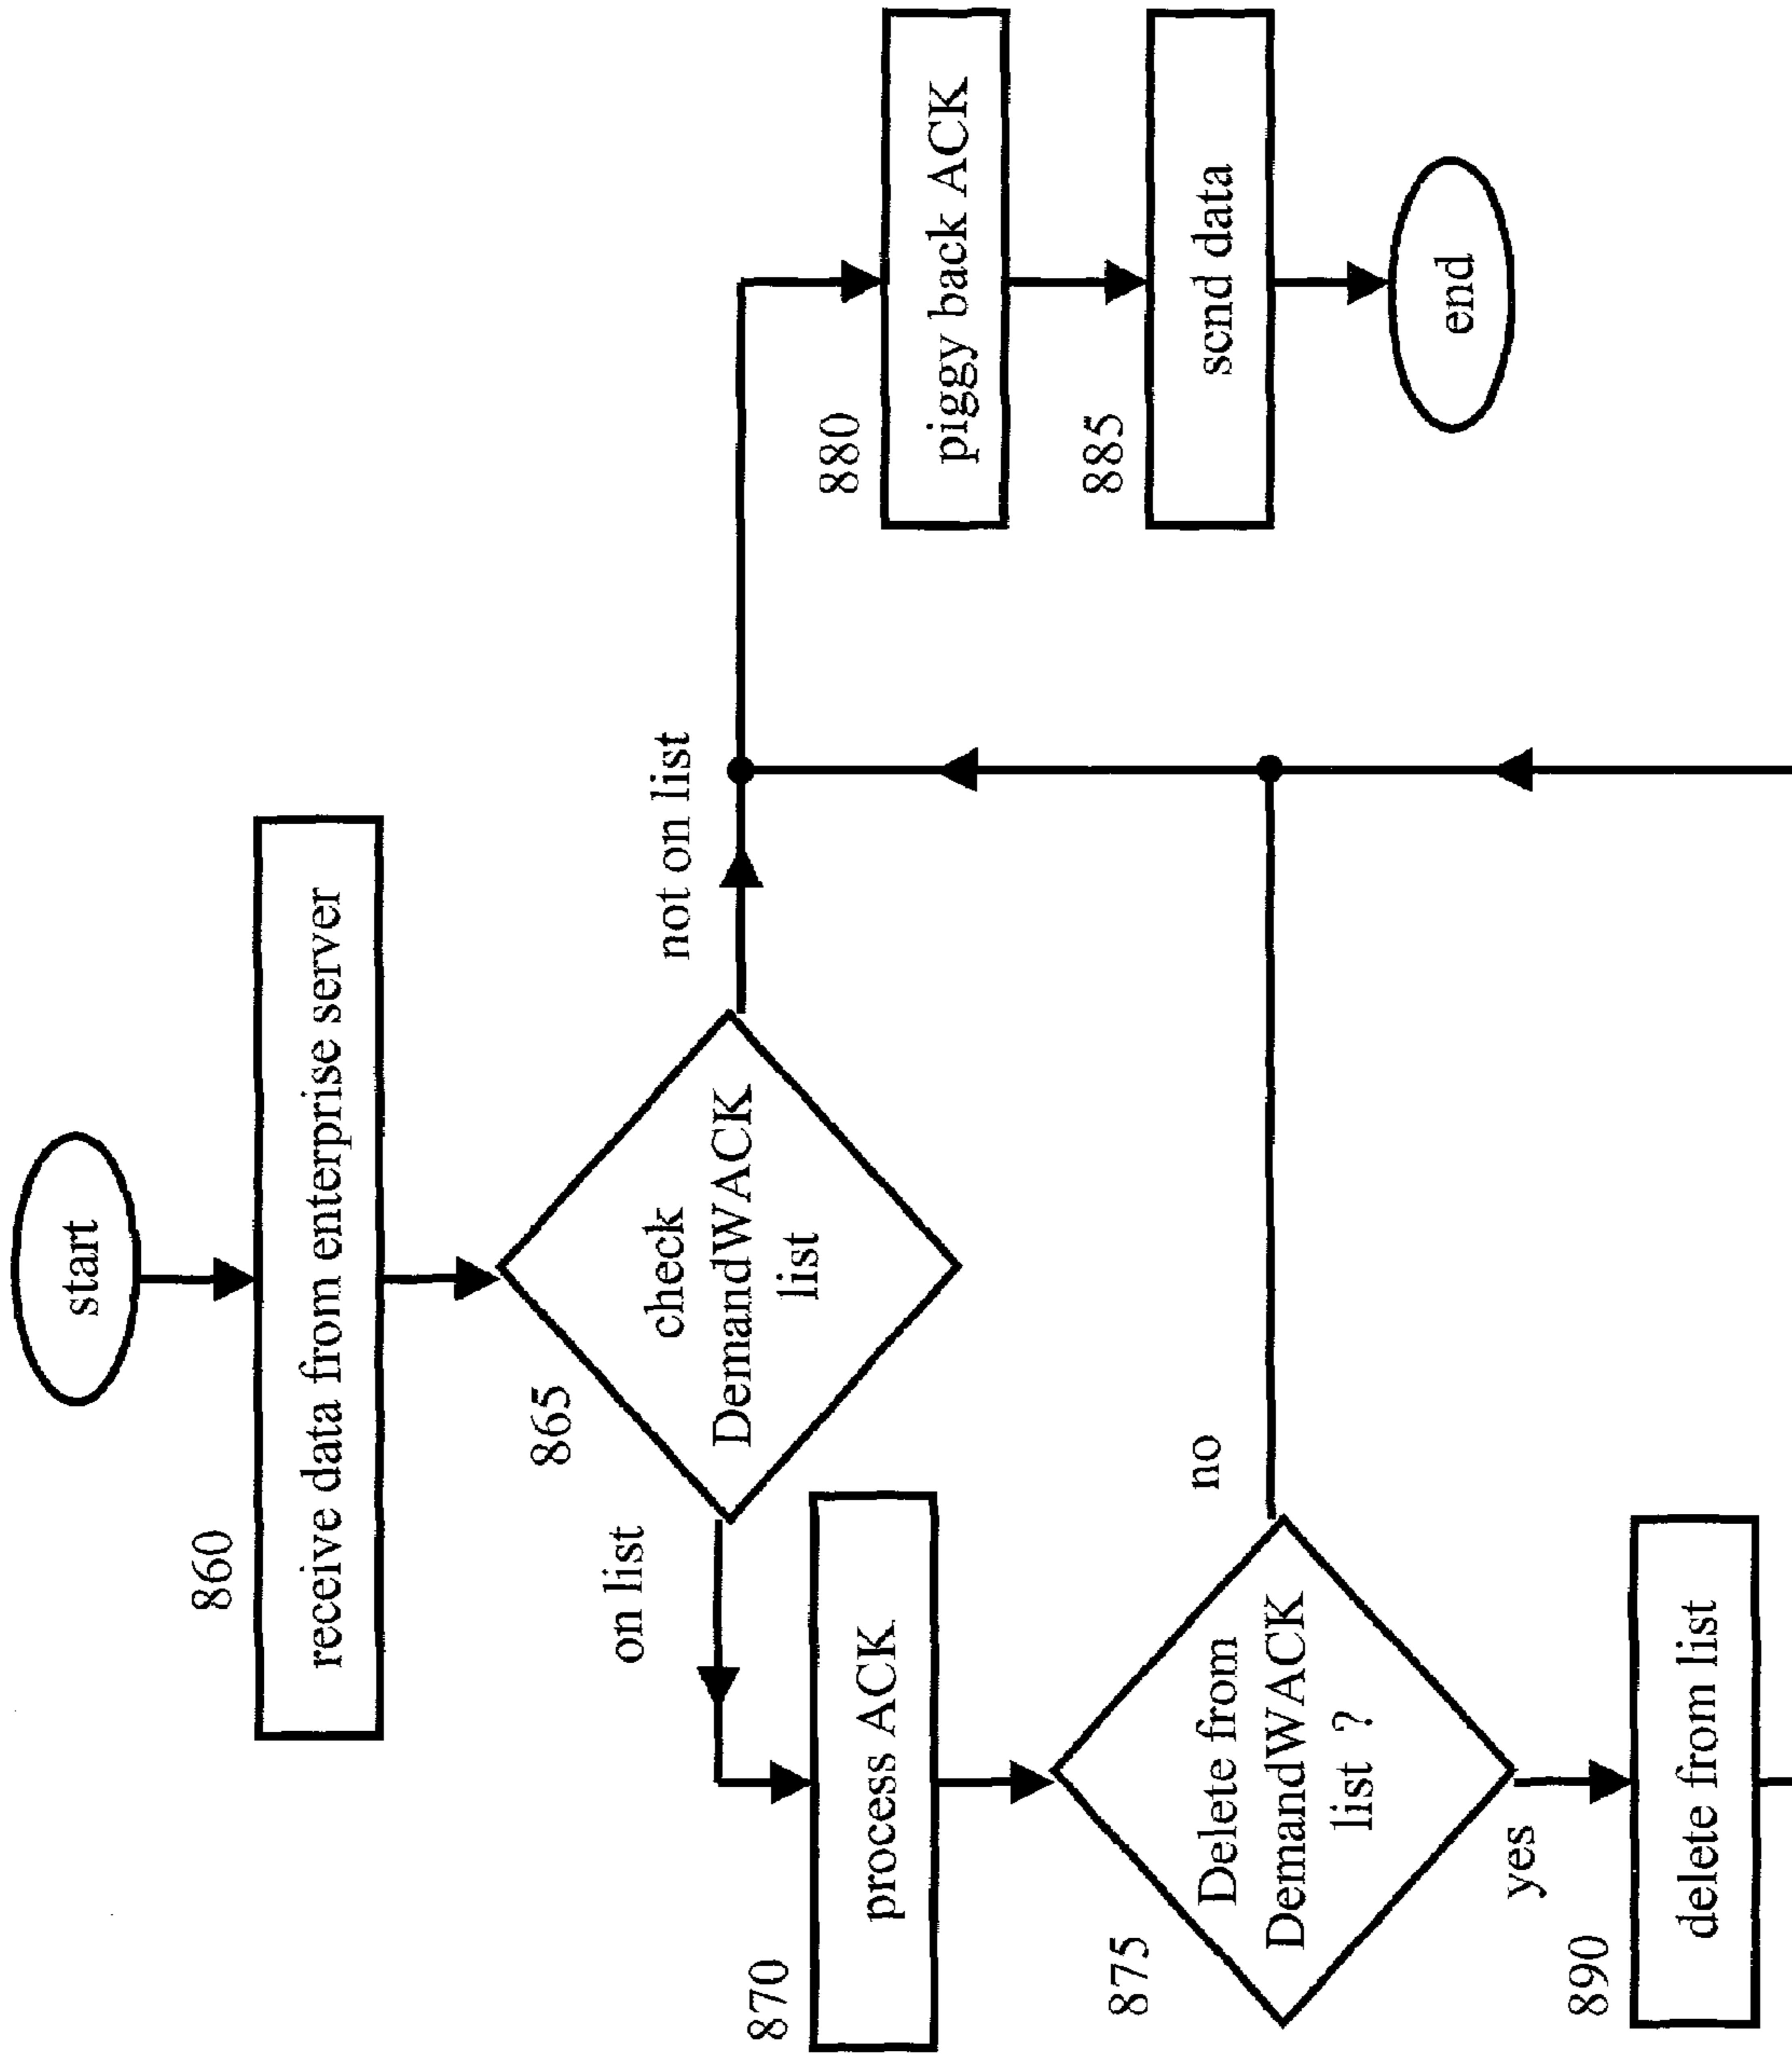 start
860
receive data from enterprise server
865
check
DemandWACK
list
on list
not on list
870
process ACK
880
piggy back ACK
875
Delete from
DemandWACK
list ?
no
885
send data
yes
end
890
delete from list